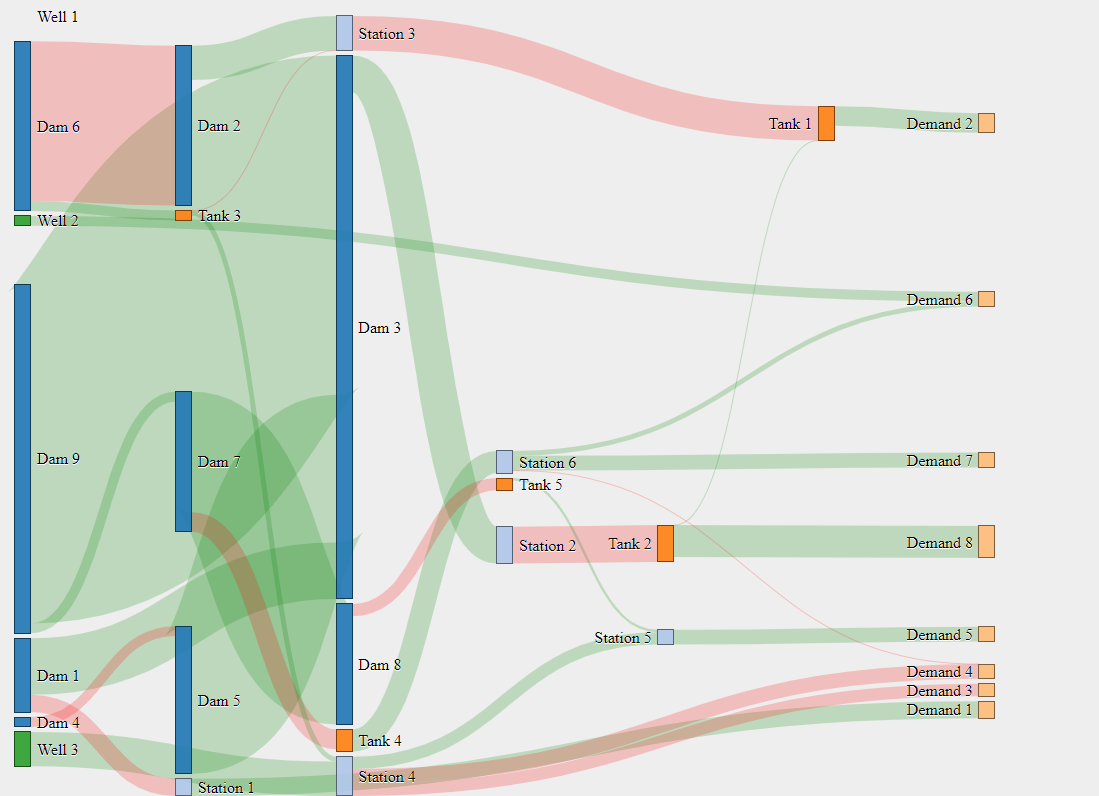 Well 1
Station 3
Dam 6
Dam 2
Tank 1
Demand 2
Well 2
Tank 3
Demand 6
Dam 3
Dam 9
Dam 7
Station 6
Demand 7
Tank 5
Station 2
Tank 2
Demand 8
Station 5
Demand 5
Dam 1
Dam 8
Demand 4
Demand 3
Dam 5
Demand 1
Dam 4
Tank 4
Well 3
Station 4
Station 1